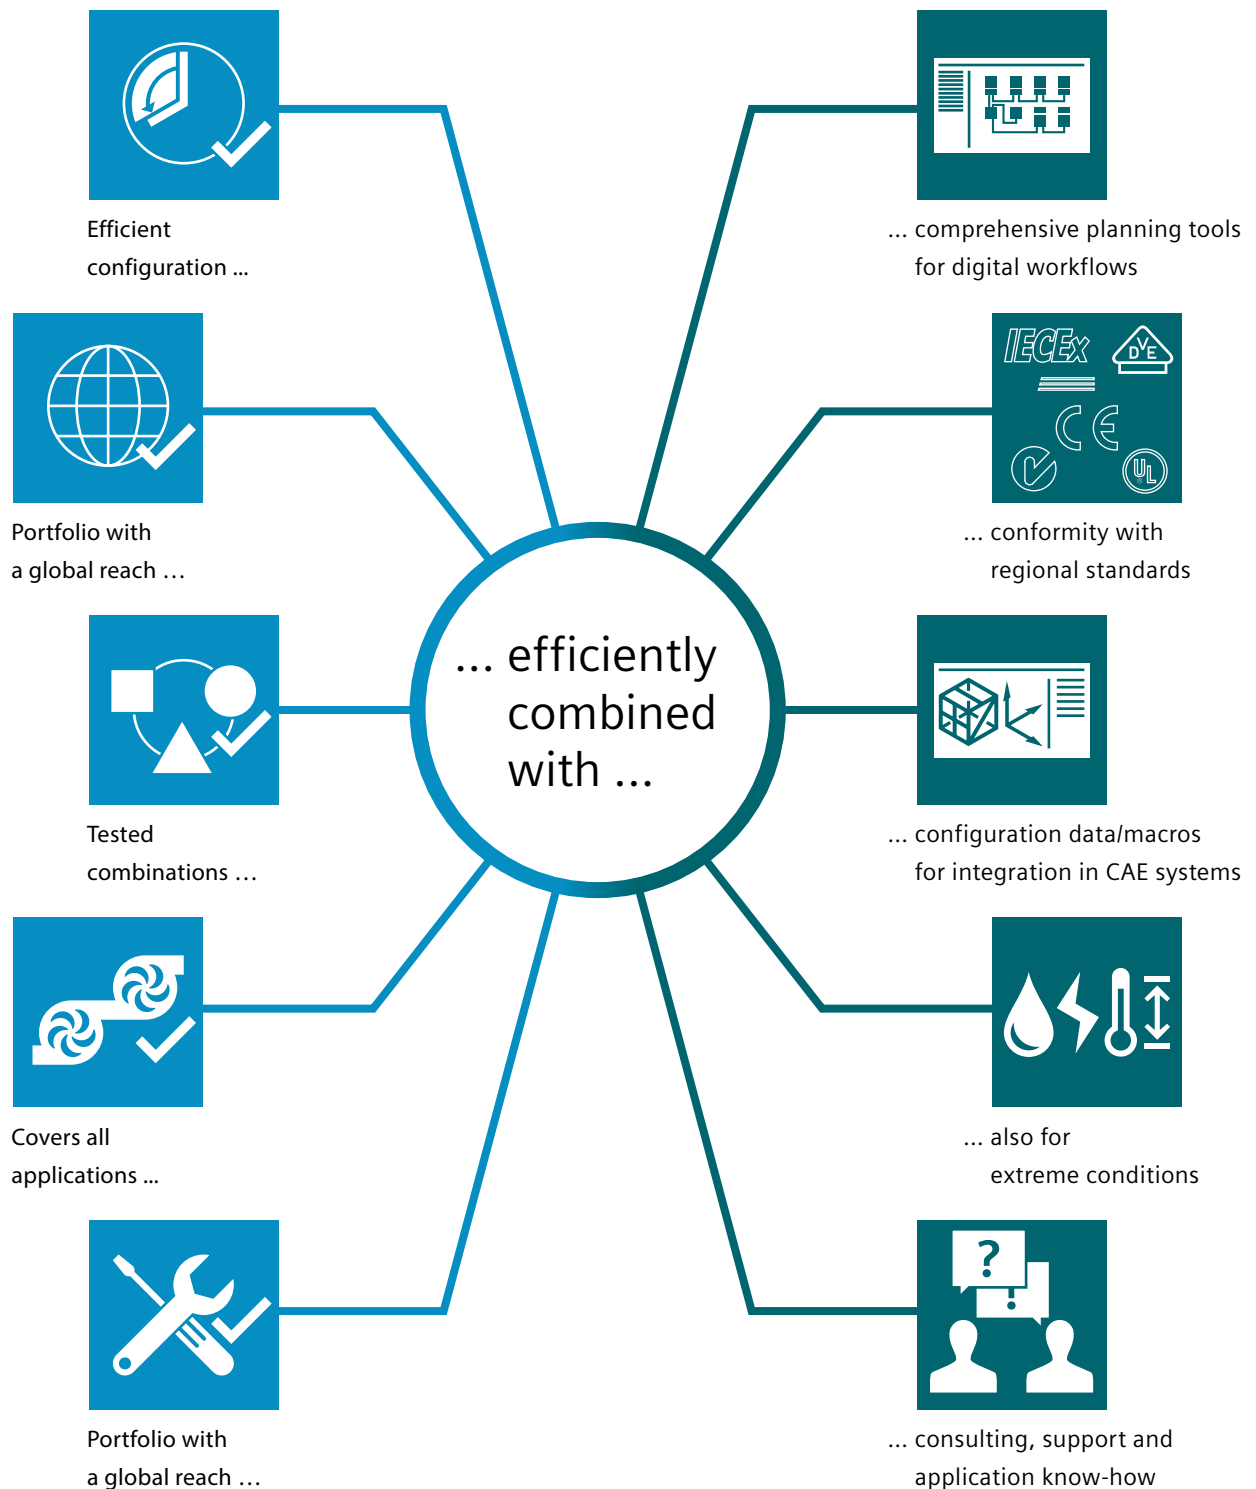 Efficient
configuration ...
Portfolio with
a global reach …
Tested
combinations …
Covers all
applications ...
Portfolio with
a global reach …
... efficiently
combined
with ...
... comprehensive planning tools
for digital workflows
IECEx
DVE
CE
UL
®
... conformity with
regional standards
... configuration data/macros
for integration in CAE systems
... also for
extreme conditions
?
!
... consulting, support and
application know-how